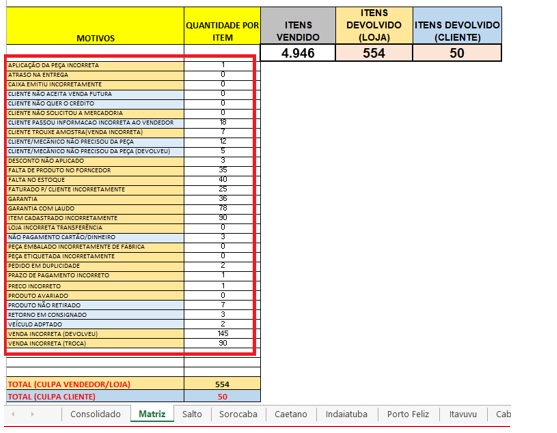 MOTIVOS QUANTIDADE POR ITEM ITENS VENDIDO ITENS DEVOLVIDO (LOJA) ITENS DEVOLVIDO (CLIENTE)
4.946 554 50
APLICAÇÃO DA PEÇA INCORRETA 1
ATRASO NA ENTREGA 0
CAIXA EMITIU INCORRETAMENTE 0
CLIENTE NÃO ACEITA VENDA FUTURA 0
CLIENTE NÃO QUER O CRÉDITO 0
CLIENTE NÃO SOLICITOU A MERCADORIA 0
CLIENTE PASSOU INFORMACAO INCORRETA AO VENDEDOR 18
CLIENTE TROUXE AMOSTRA(VENDA INCORRETA) 7
CLIENTE/MECÂNICO NÃO PRECISOU DA PEÇA 12
CLIENTE/MECÂNICO NÃO PRECISOU DA PEÇA (DEVOLVEU) 5
DESCONTO NÃO APLICADO 3
FALTA DE PRODUTO NO FORNCEDOR 35
FALTA NO ESTOQUE 40
FATURADO P/ CLIENTE INCORRETAMENTE 25
GARANTIA 36
GARANTIA COM LAUDO 78
ITEM CADASTRADO INCORRETAMENTE 90
LOJA INCORRETA TRANSFERÊNCIA 0
NÃO PAGAMENTO CARTÃO/DINHEIRO 3
PEÇA EMBALADO INCORRETAMENTE DE FÁBRICA 0
PEÇA ETIQUETADA INCORRETAMENTE 0
PEDIDO EM DUPLICIDADE 2
PRAZO DE PAGAMENTO INCORRETO 1
PRECO INCORRETO 1
PRODUTO AVARIADO 0
PRODUTO NÃO RETIRADO 7
RETORNO EM CONSIGNADO 3
VEÍCULO ADPTADO 2
VENDA INCORRETA (DEVOLVEU) 145
VENDA INCORRETA (TROCA) 90
TOTAL (CULPA VENDEDOR/LOJA) 554
TOTAL (CULPA CLIENTE) 50
Consolidado Matriz Salto Sorocaba Caetano Indaiatuba Porto Feliz Itavuvu Cab